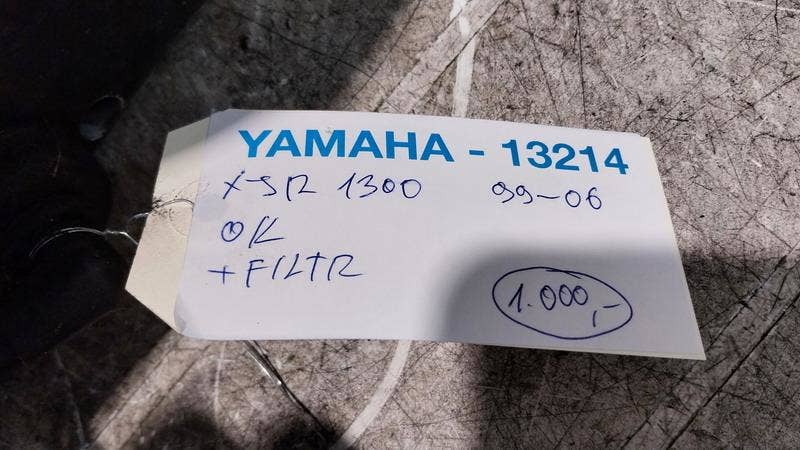 YAMAHA - 13214
XJR 1300 99-06
OK
+ FILTR
1.000,-